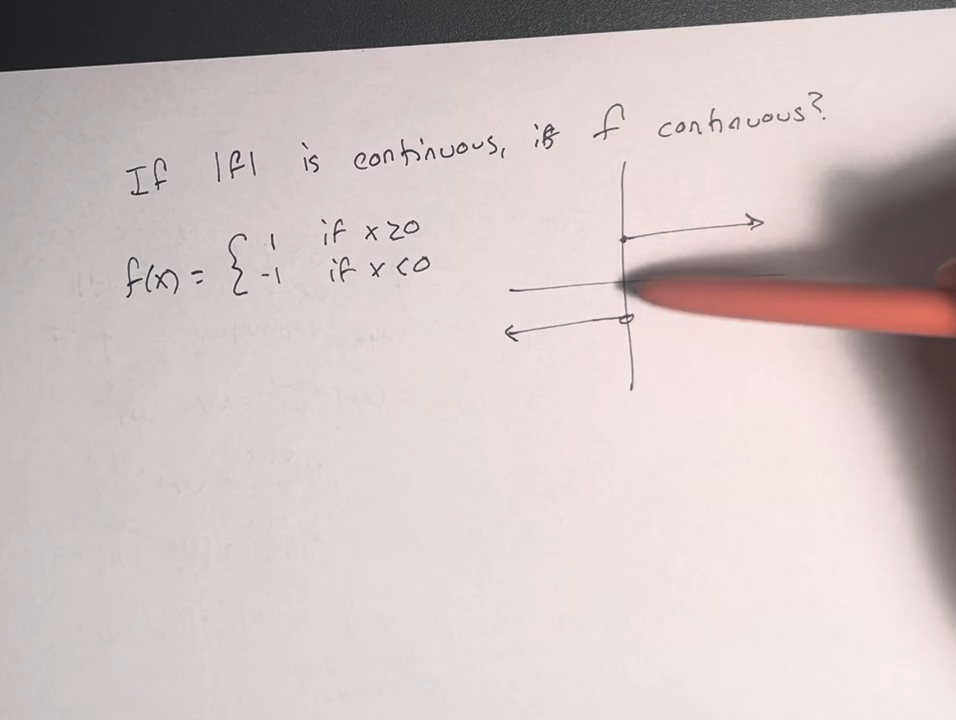 If |f| is continuous, is f continuous?
f(x) = { 1 if x ≥ 0
-1 if x < 0